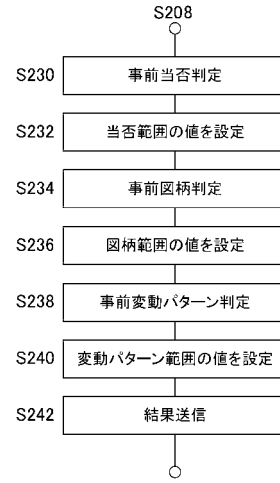 S208
S230 事前当否判定
S232 当否範囲の値を設定
S234 事前図柄判定
S236 図柄範囲の値を設定
S238 事前変動パターン判定
S240 変動パターン範囲の値を設定
S242 結果送信